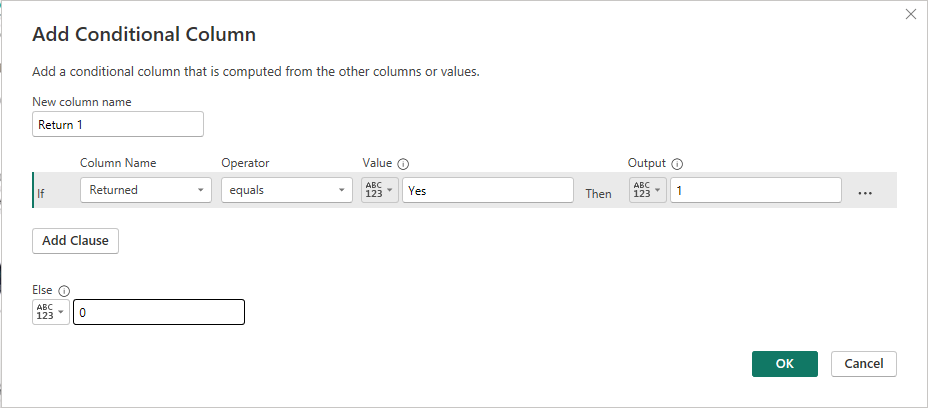 Add Conditional Column
Add a conditional column that is computed from the other columns or values.
New column name
Return 1
Column Name Operator Value Output
If Returned equals ABC 123 Yes Then ABC 123 1 ...
Add Clause
Else
ABC 123 0
OK Cancel